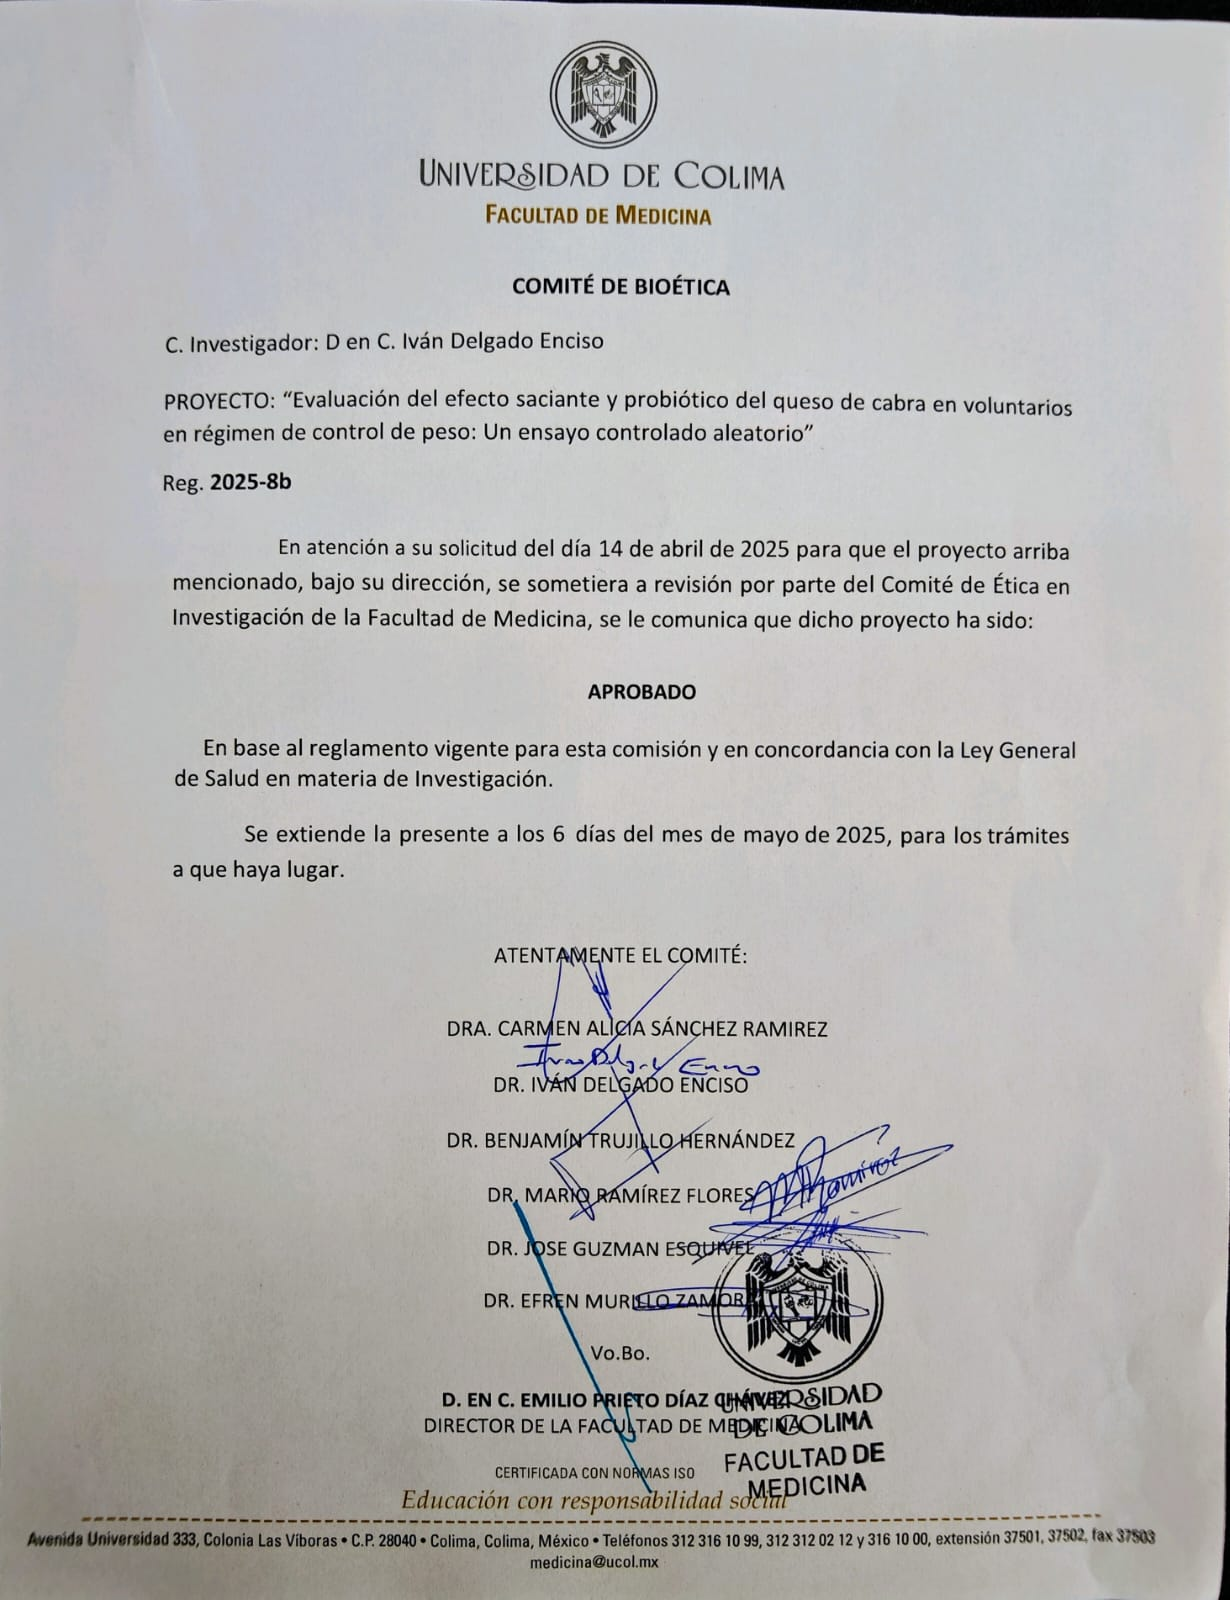 UNIVERSIDAD DE COLIMA
FACULTAD DE MEDICINA
COMITÉ DE BIOÉTICA
C. Investigador: D en C. Iván Delgado Enciso
PROYECTO: “Evaluación del efecto saciante y probiótico del queso de cabra en voluntarios
en régimen de control de peso: Un ensayo controlado aleatorio”
Reg. 2025-8b
En atención a su solicitud del día 14 de abril de 2025 para que el proyecto arriba
mencionado, bajo su dirección, se sometiera a revisión por parte del Comité de Ética en
Investigación de la Facultad de Medicina, se le comunica que dicho proyecto ha sido:
APROBADO
En base al reglamento vigente para esta comisión y en concordancia con la Ley General
de Salud en materia de Investigación.
Se extiende la presente a los 6 días del mes de mayo de 2025, para los trámites
a que haya lugar.
ATENTAMENTE EL COMITÉ:
DRA. CARMEN ALICIA SÁNCHEZ RAMIREZ
DR. IVÁN DELGADO ENCISO
DR. BENJAMÍN TRUJILLO HERNÁNDEZ
DR. MARIO RAMÍREZ FLORES
DR. JOSE GUZMAN ESQUIVEL
DR. EFREN MURILLO ZAMORA
Vo.Bo.
D. EN C. EMILIO PRIETO DÍAZ CHÁVEZ
DIRECTOR DE LA FACULTAD DE MEDICINA
UNIVERSIDAD
DE COLIMA
FACULTAD DE
MEDICINA
CERTIFICADA CON NORMAS ISO
Educación con responsabilidad social
Avenida Universidad 333, Colonia Las Víboras • C.P. 28040 • Colima, Colima, México • Teléfonos 312 316 10 99, 312 312 02 12 y 316 10 00, extensión 37501, 37502, fax 37503
medicina@ucol.mx